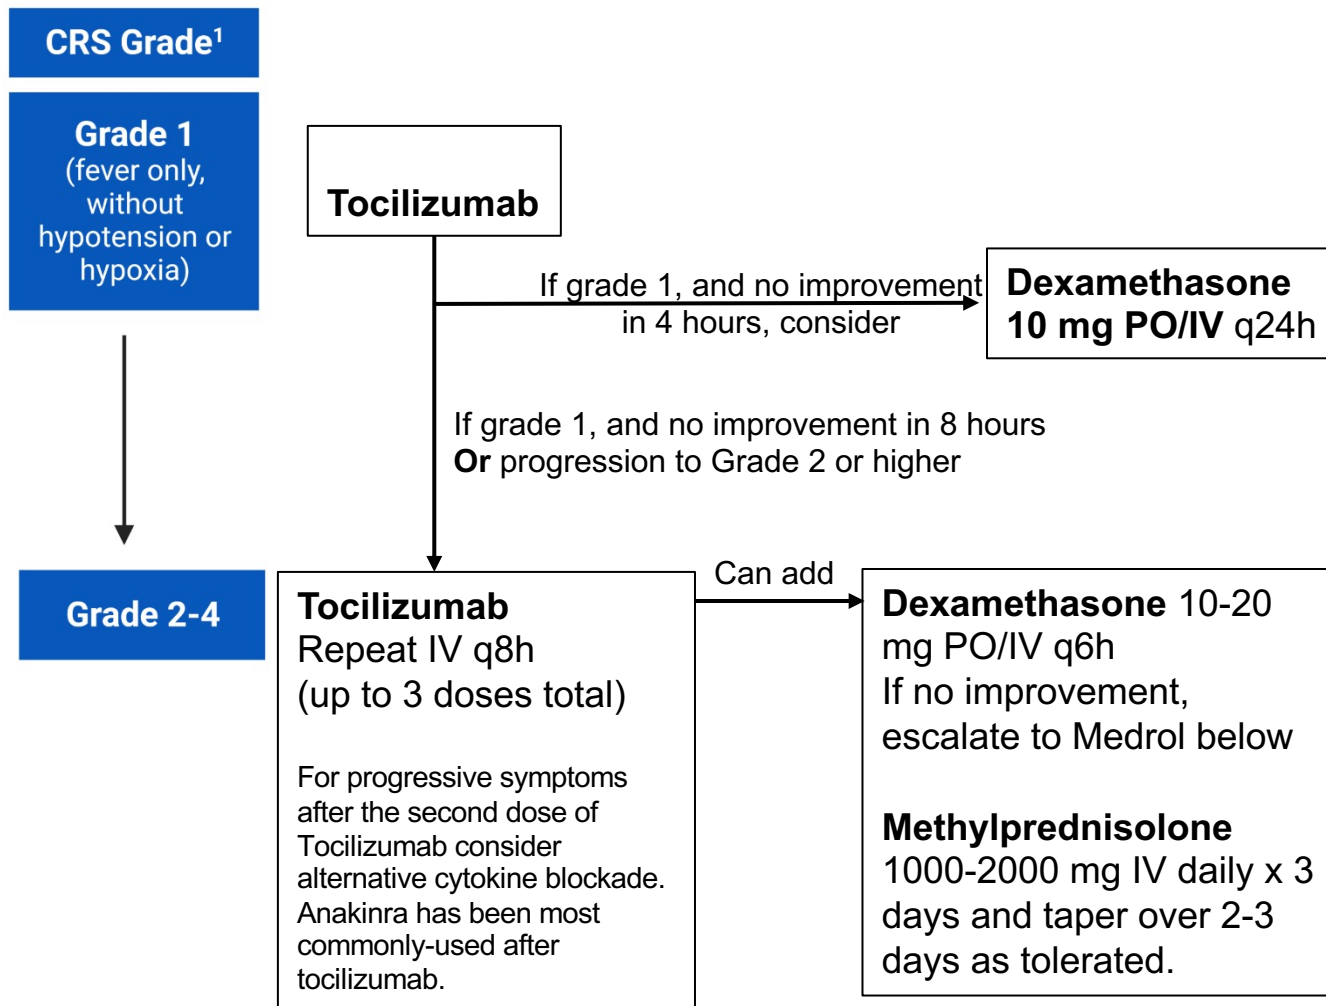 CRS Grade¹
Grade 1
(fever only,
without
hypotension or
hypoxia)
Tocilizumab
If grade 1, and no improvement
in 4 hours, consider
Dexamethasone
10 mg PO/IV q24h
If grade 1, and no improvement in 8 hours
Or progression to Grade 2 or higher
Grade 2-4
Tocilizumab
Repeat IV q8h
(up to 3 doses total)
For progressive symptoms
after the second dose of
Tocilizumab consider
alternative cytokine blockade.
Anakinra has been most
commonly-used after
tocilizumab.
Can add
Dexamethasone 10-20
mg PO/IV q6h
If no improvement,
escalate to Medrol below
Methylprednisolone
1000-2000 mg IV daily x 3
days and taper over 2-3
days as tolerated.